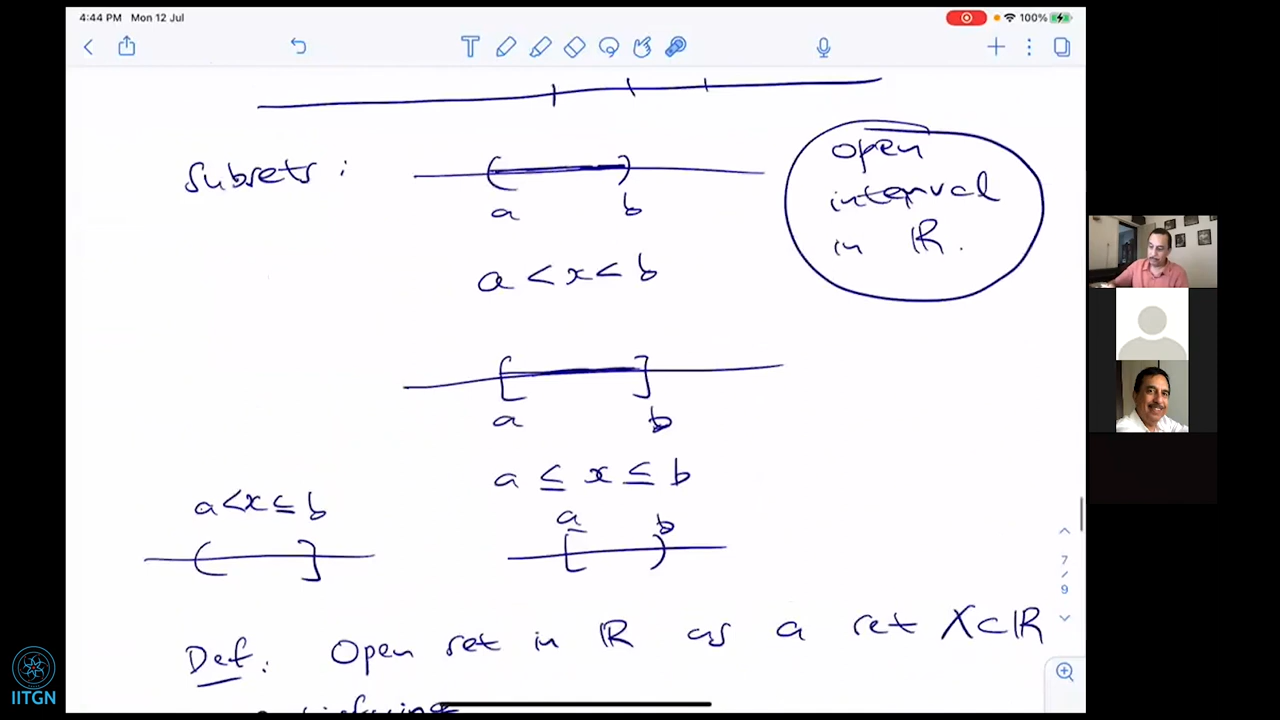 4:44 PM Mon 12 Jul
100%
T
Subsets :
a b
a < x < b
open
interval
in ℝ.
a b
a ≤ x ≤ b
a < x ≤ b
a b
7
/
9
Def: Open set in ℝ as a set X ⊂ ℝ
IITGN